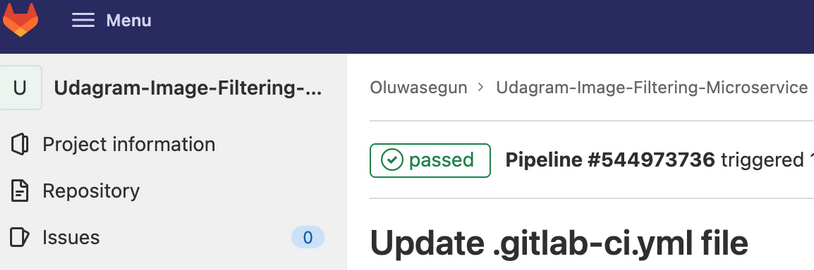 Menu
U
Udagram-Image-Filtering-...
Project information
Repository
Issues
0
Oluwasegun > Udagram-Image-Filtering-Microservice
passed
Pipeline #544973736 triggered
Update .gitlab-ci.yml file